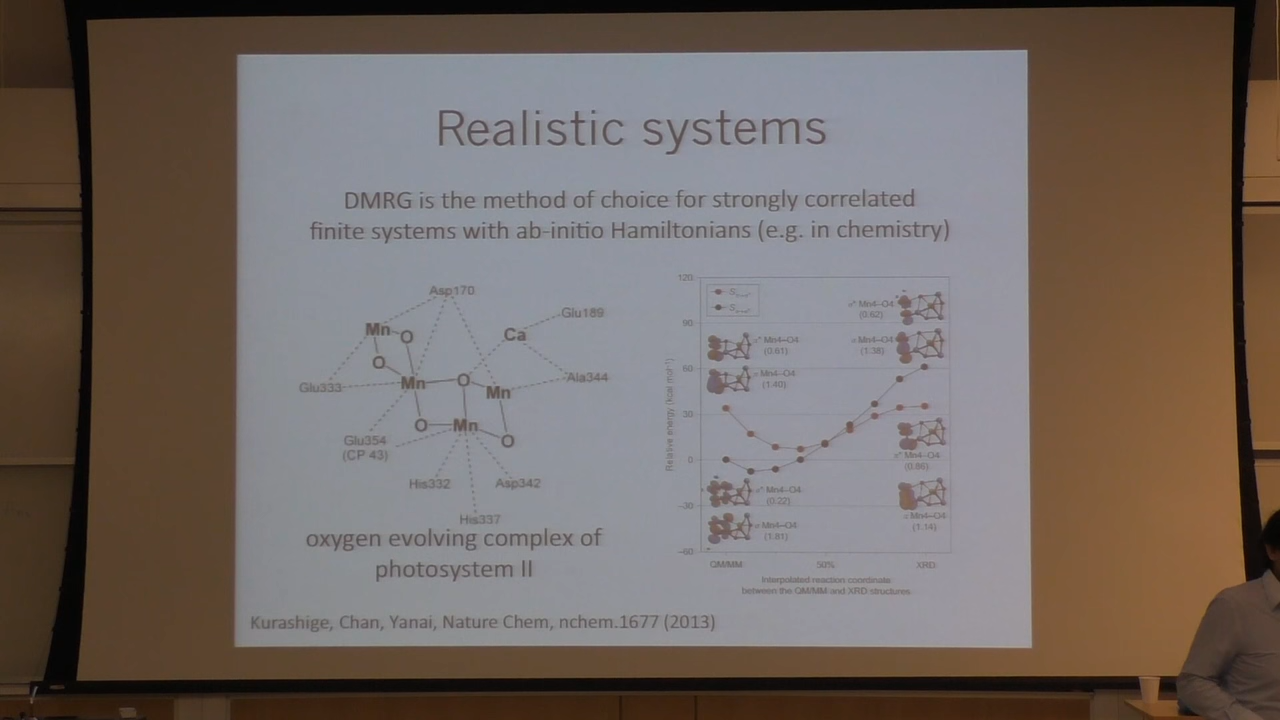 Realistic systems
DMRG is the method of choice for strongly correlated
finite systems with ab-initio Hamiltonians (e.g. in chemistry)
Asp170
Glu189
Mn
O
Ca
O
Glu333
Mn
O
Mn
Ala344
O
Mn
O
Glu354
(CP 43)
His332
Asp342
His337
oxygen evolving complex of
photosystem II
120
90
60
30
0
−30
−60
Relative energy (kcal mol⁻¹)
σ* Mn4–O4
(0.62)
σ* Mn4–O4
(0.61)
σ Mn4–O4
(1.38)
σ Mn4–O4
(1.40)
σ* Mn4–O4
(0.86)
σ* Mn4–O4
(0.22)
σ Mn4–O4
(1.14)
σ Mn4–O4
(1.81)
QM/MM
50%
XRD
Interpolated reaction coordinate
between the QM/MM and XRD structures
Kurashige, Chan, Yanai, Nature Chem, nchem.1677 (2013)